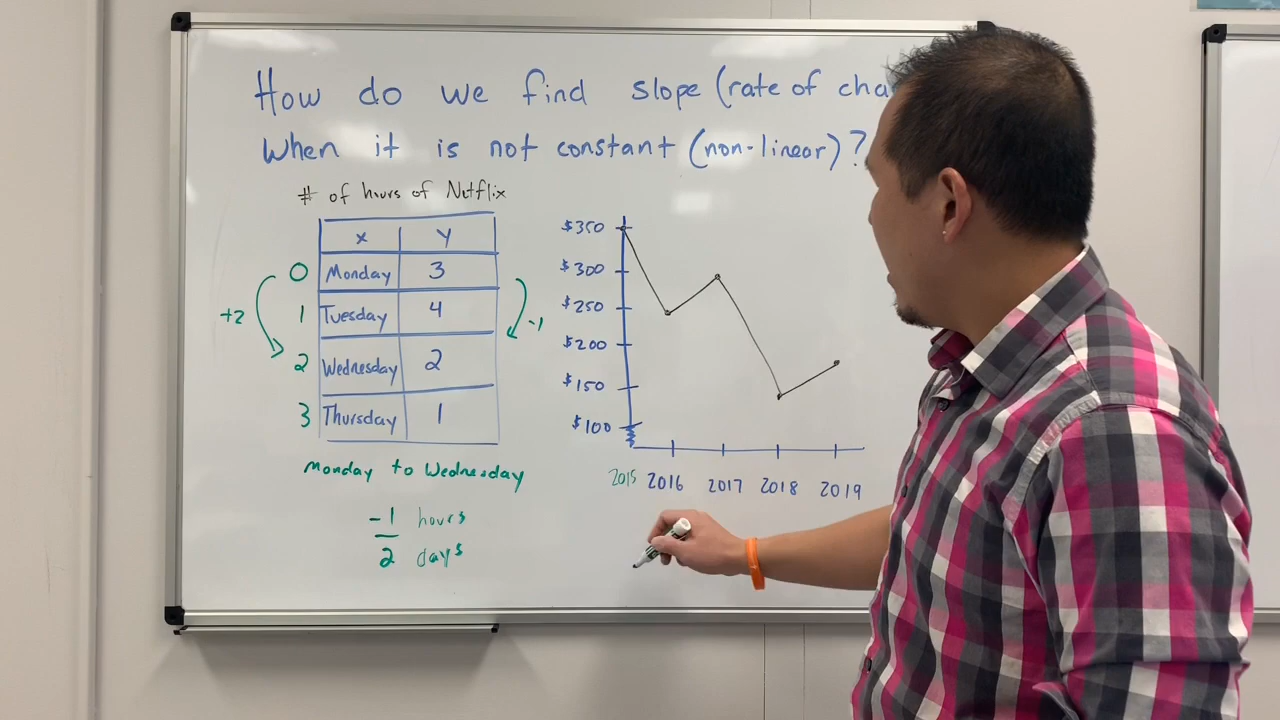 How do we find slope (rate of cha
when it is not constant (non-linear)?
# of hours of Netflix
x y
0 Monday 3
1 Tuesday 4
2 Wednesday 2
3 Thursday 1
+2
-1
Monday to Wednesday
-1 hours
2 days
$350
$300
$250
$200
$150
$100
2015 2016 2017 2018 2019